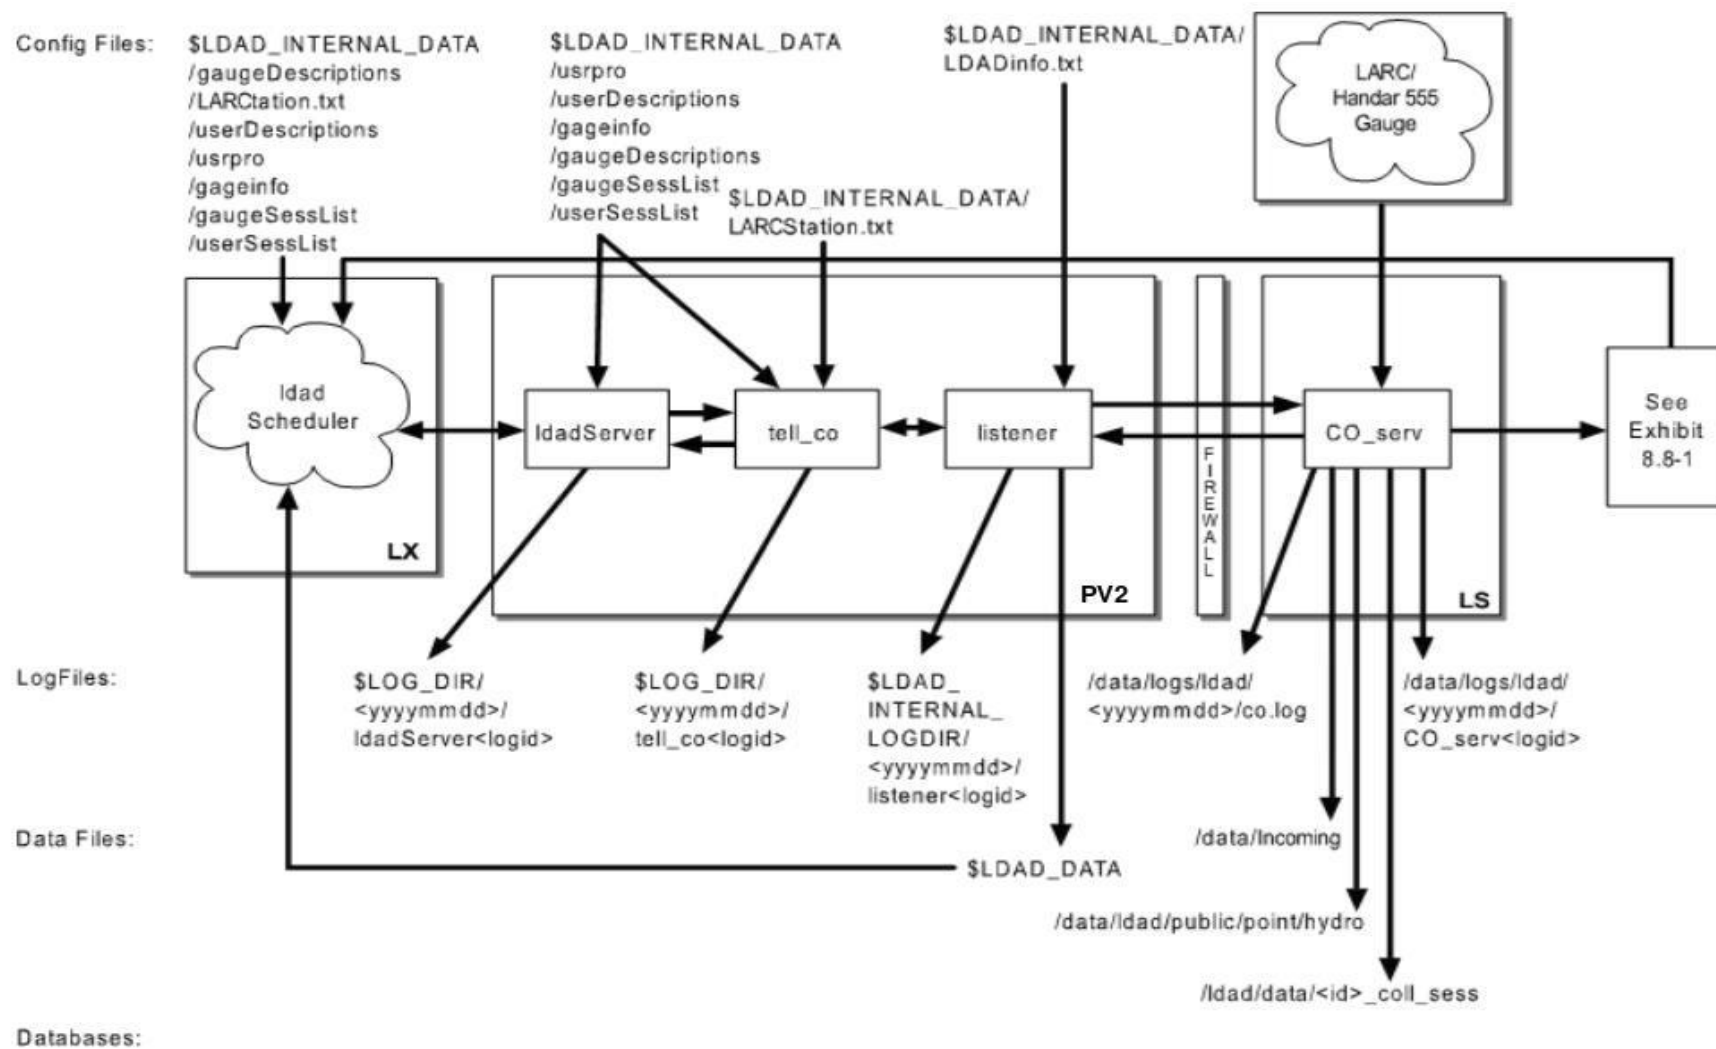 Config Files:
$LDAD_INTERNAL_DATA
/gaugeDescriptions
/LARCtation.txt
/userDescriptions
/usrpro
/gageinfo
/gaugeSessList
/userSessList
$LDAD_INTERNAL_DATA
/usrpro
/userDescriptions
/gageinfo
/gaugeDescriptions
/gaugeSessList
/userSessList
$LDAD_INTERNAL_DATA/
LARCStation.txt
$LDAD_INTERNAL_DATA/
LDADinfo.txt
LARC/
Handar 555
Gauge
ldad
Scheduler
LX
ldadServer
tell_co
listener
PV2
FIREWALL
CO_serv
LS
See
Exhibit
8.8-1
LogFiles:
$LOG_DIR/
<yyyymmdd>/
ldadServer<logid>
$LOG_DIR/
<yyyymmdd>/
tell_co<logid>
$LDAD_
INTERNAL_
LOGDIR/
<yyyymmdd>/
listener<logid>
/data/logs/ldad/
<yyyymmdd>/co.log
/data/logs/ldad/
<yyyymmdd>/
CO_serv<logid>
Data Files:
$LDAD_DATA
/data/Incoming
/data/ldad/public/point/hydro
/ldad/data/<id>_coll_sess
Databases: